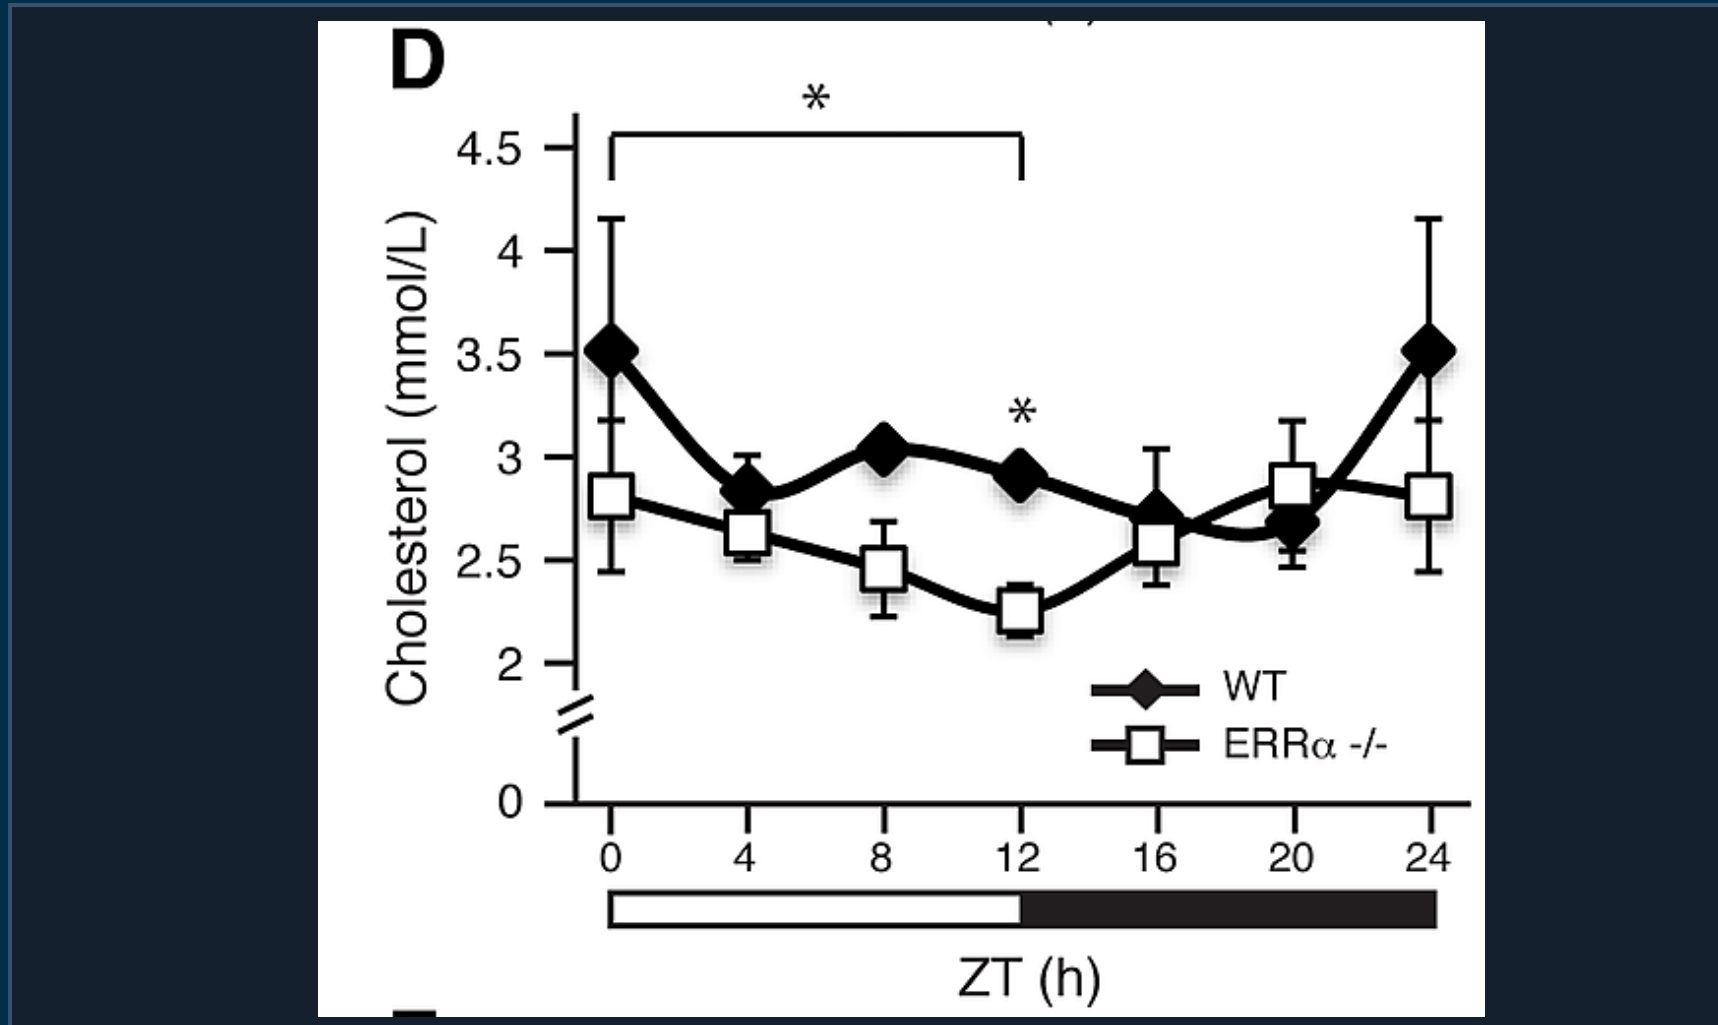 D
*
4.5
4
3.5
3
2.5
2
0
Cholesterol (mmol/L)
*
WT
ERRα -/-
0 4 8 12 16 20 24
ZT (h)